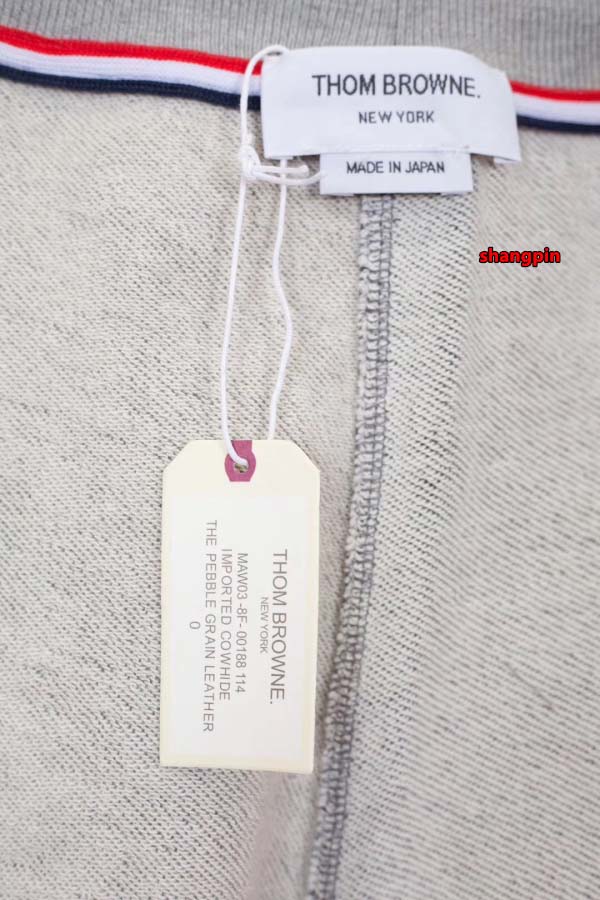 THOM BROWNE.
NEW YORK
MADE IN JAPAN
shangpin
THOM BROWNE.
NEW YORK
MAW03 -8F- 00188 114
IMPORTED COWHIDE
THE PEBBLE GRAIN LEATHER
0